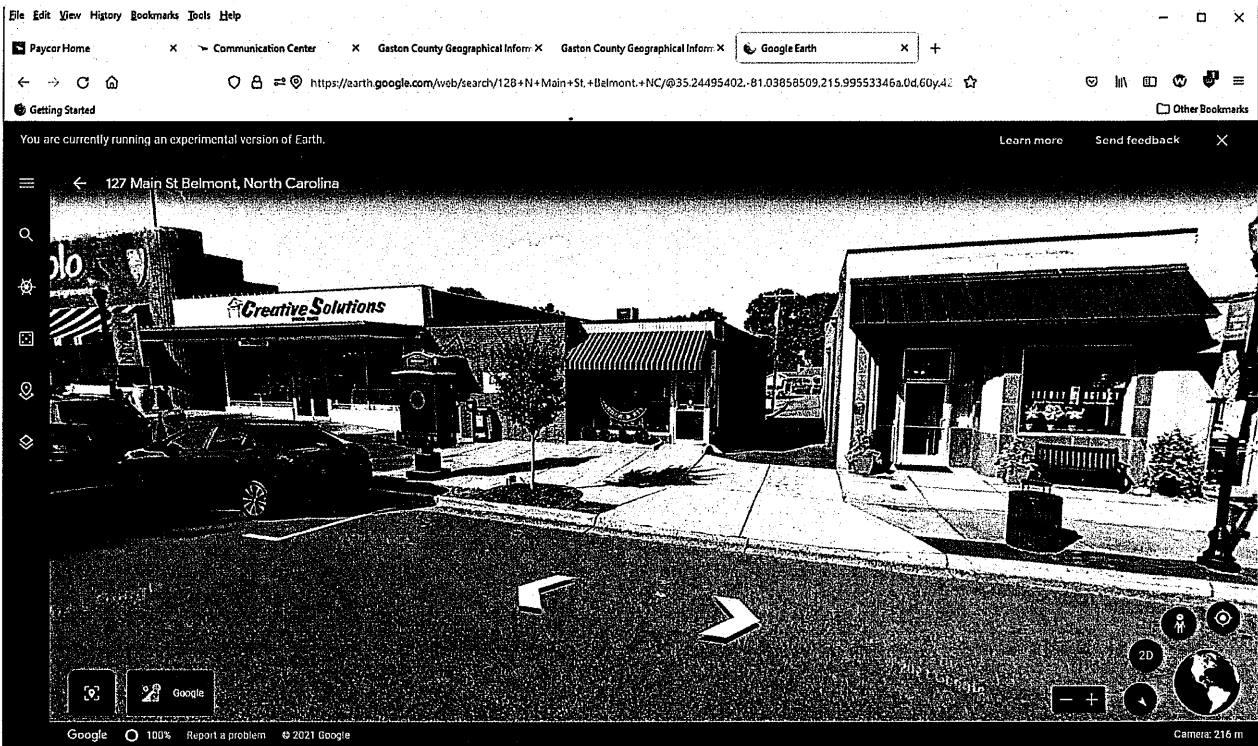 File Edit View History Bookmarks Tools Help
Paycor Home
Communication Center
Gaston County Geographical Inform
Gaston County Geographical Inform
Google Earth
https://earth.google.com/web/search/128+N+Main+St,+Belmont,+NC/@35.24495402,-81.03858509,215.99553346a,0d,60y,42
Getting Started
Other Bookmarks
You are currently running an experimental version of Earth.
Learn more
Send feedback
127 Main St Belmont, North Carolina
olo
Creative Solutions
2D
Google
Google
100%
Report a problem
© 2021 Google
Camera: 216 m